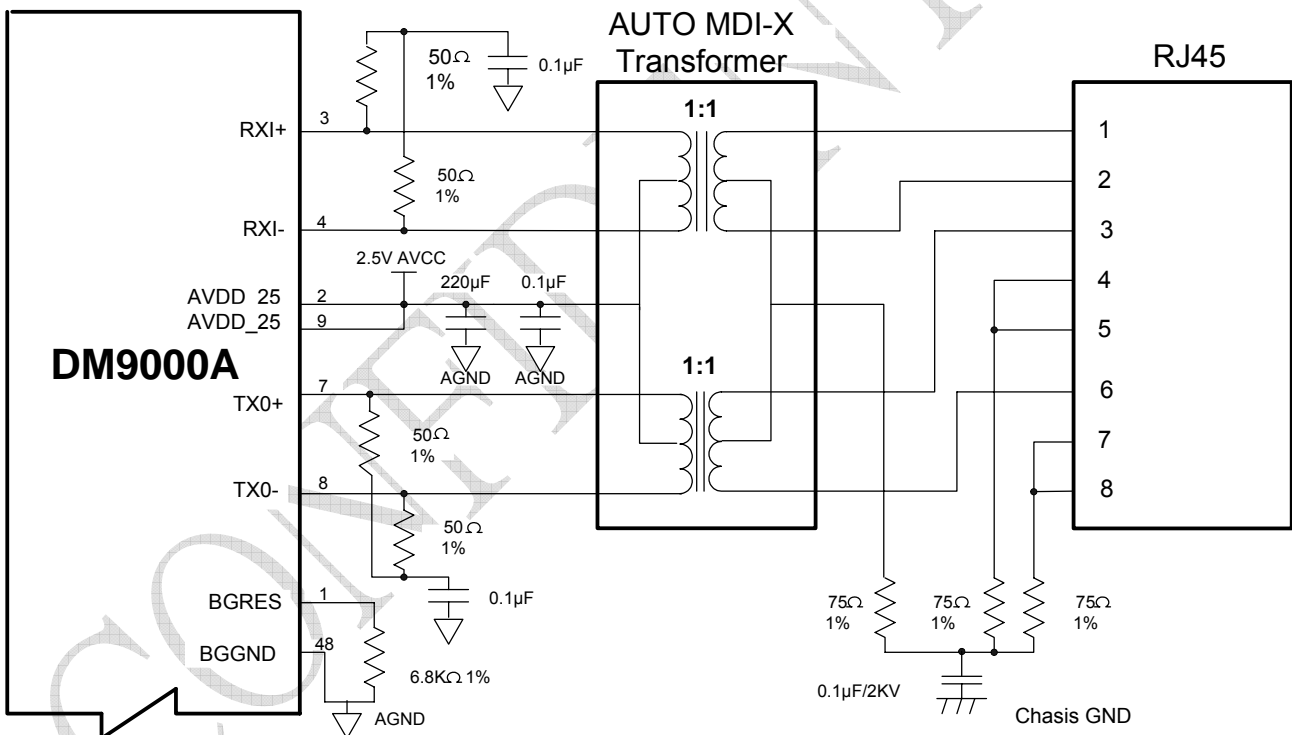 AUTO MDI-X
Transformer
RJ45
50Ω
1%
0.1µF
1:1
RXI+
3
1
2
50Ω
1%
RXI-
4
3
2.5V AVCC
4
220µF
0.1µF
AVDD_25
2
AVDD_25
9
5
DM9000A
AGND
AGND
1:1
TX0+
7
6
50Ω
1%
7
TX0-
8
8
50Ω
1%
BGRES
1
0.1µF
75Ω
1%
75Ω
1%
75Ω
1%
BGGND
48
6.8KΩ 1%
0.1µF/2KV
AGND
Chasis GND